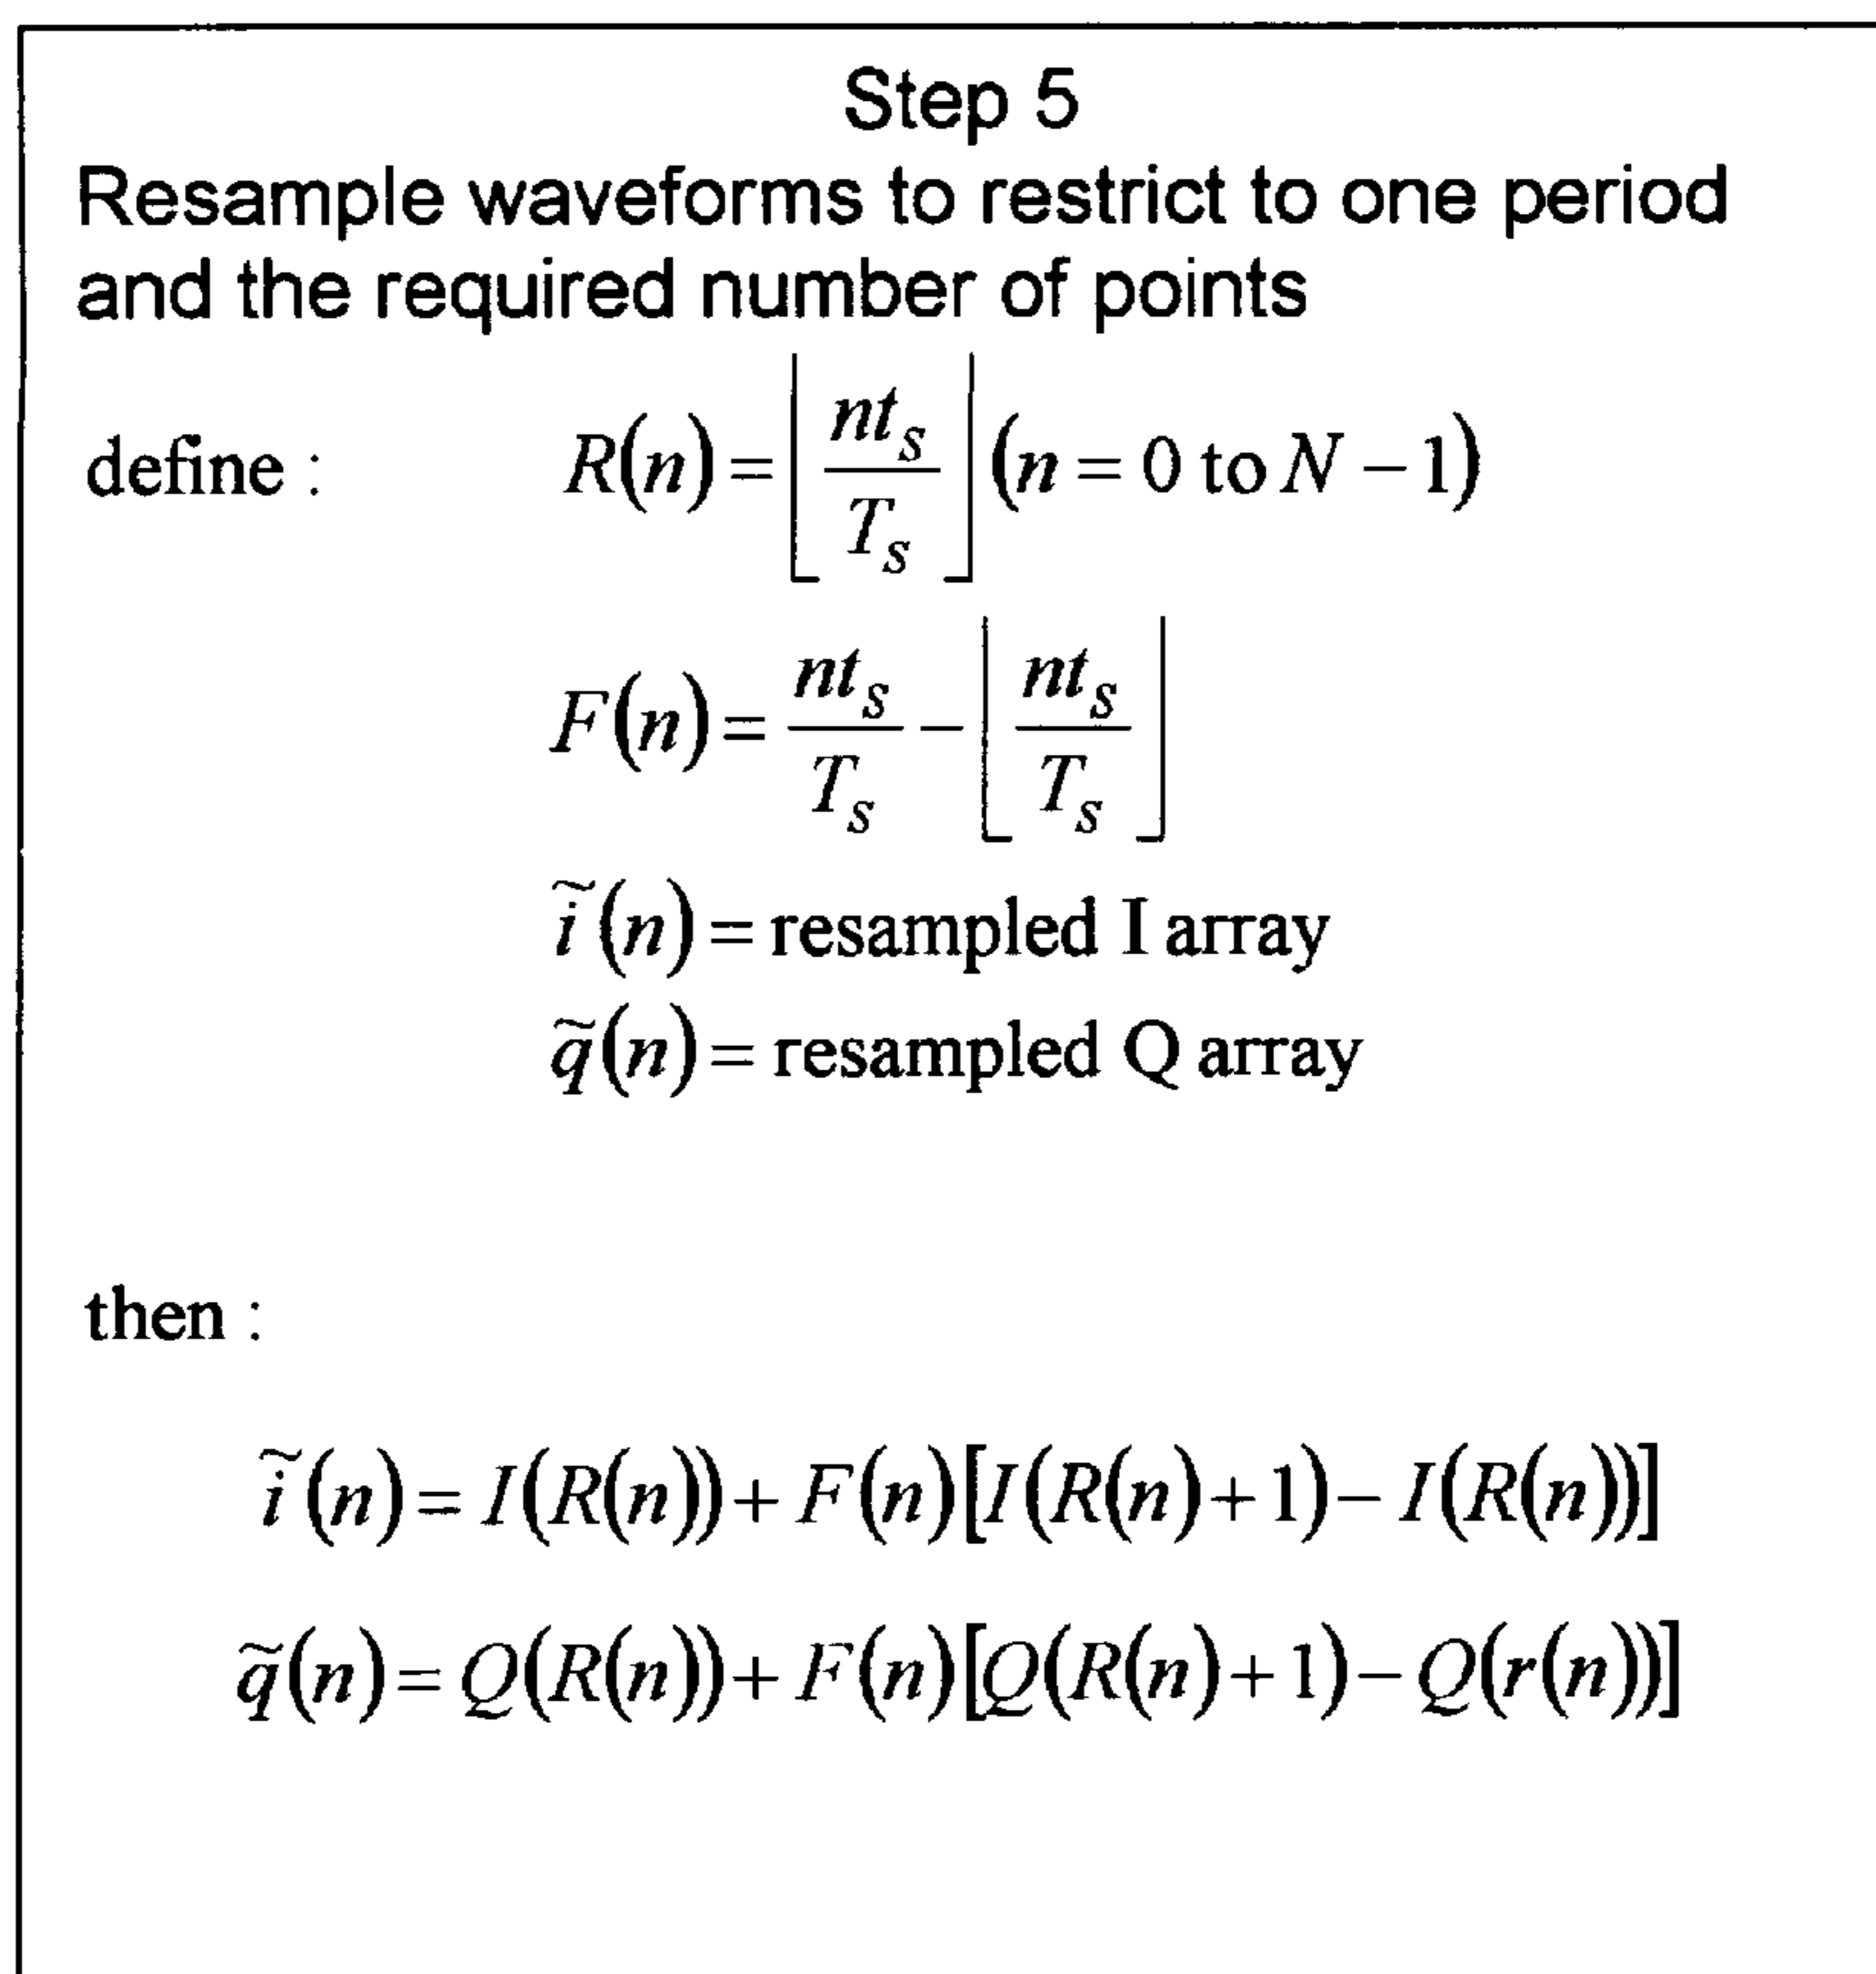 Step 5
Resample waveforms to restrict to one period
and the required number of points
define : R(n) = ⌊nt_s / T_s⌋ (n = 0 to N − 1)
F(n) = nt_s / T_s − ⌊nt_s / T_s⌋
ĩ(n) = resampled I array
q̃(n) = resampled Q array
then :
ĩ(n) = I(R(n)) + F(n)[I(R(n) + 1) − I(R(n))]
q̃(n) = Q(R(n)) + F(n)[Q(R(n) + 1) − Q(r(n))]